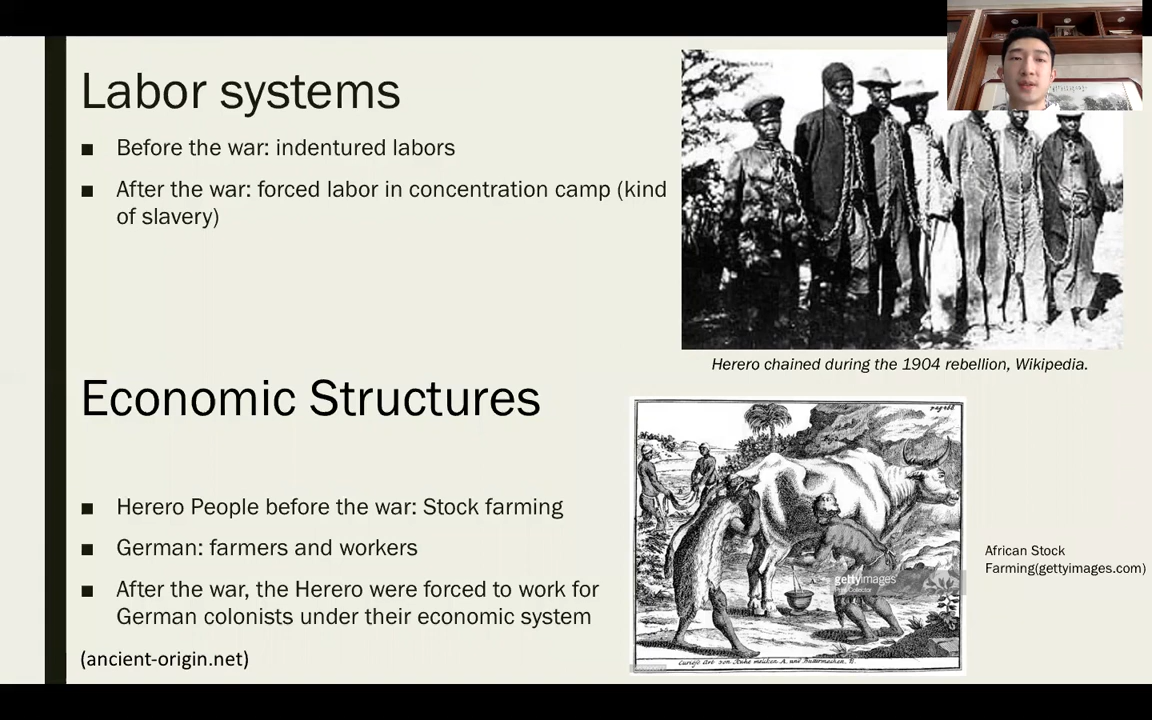 Labor systems
■ Before the war: indentured labors
■ After the war: forced labor in concentration camp (kind
of slavery)
Herero chained during the 1904 rebellion, Wikipedia.
Economic Structures
■ Herero People before the war: Stock farming
■ German: farmers and workers
■ After the war, the Herero were forced to work for
German colonists under their economic system
(ancient-origin.net)
gettyimages
African Stock
Farming(gettyimages.com)